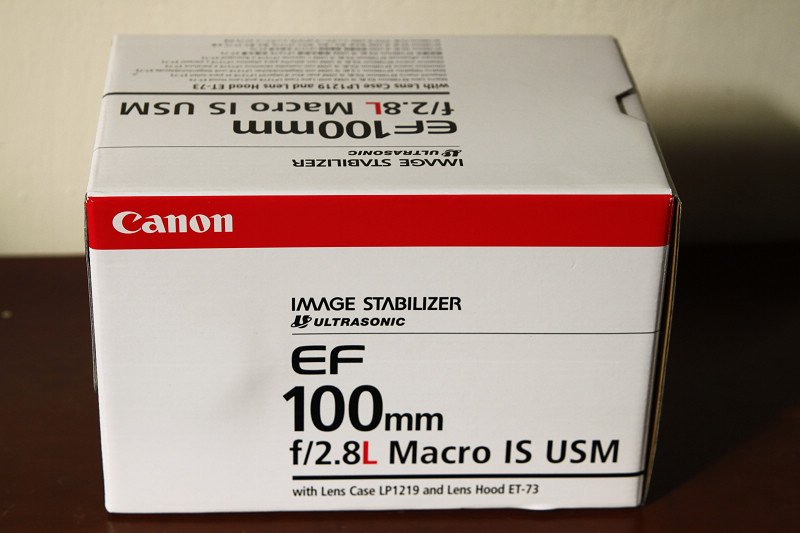 with Lens Case LP1219 and Lens Hood ET-73
f/2.8L Macro IS USM
EF100mm
ULTRASONIC
IMAGE STABILIZER
Canon
IMAGE STABILIZER
ULTRASONIC
EF
100mm
f/2.8L Macro IS USM
with Lens Case LP1219 and Lens Hood ET-73